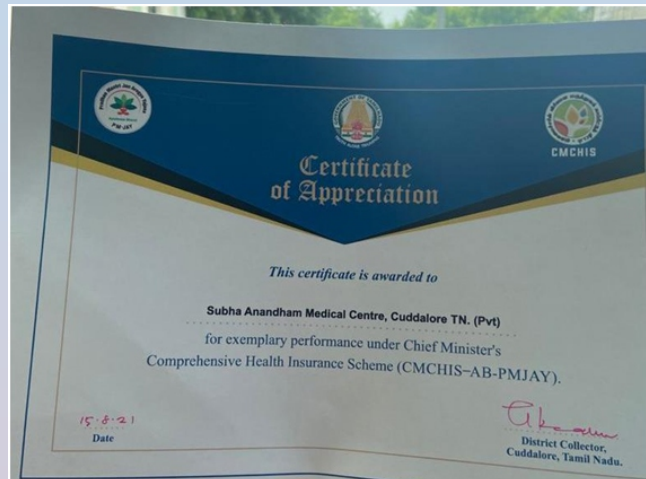 PM-JAY
CMCHIS
Certificate
of Appreciation
This certificate is awarded to
Subha Anandham Medical Centre, Cuddalore TN. (Pvt)
for exemplary performance under Chief Minister's
Comprehensive Health Insurance Scheme (CMCHIS–AB-PMJAY).
15·8·21
Date
District Collector,
Cuddalore, Tamil Nadu.